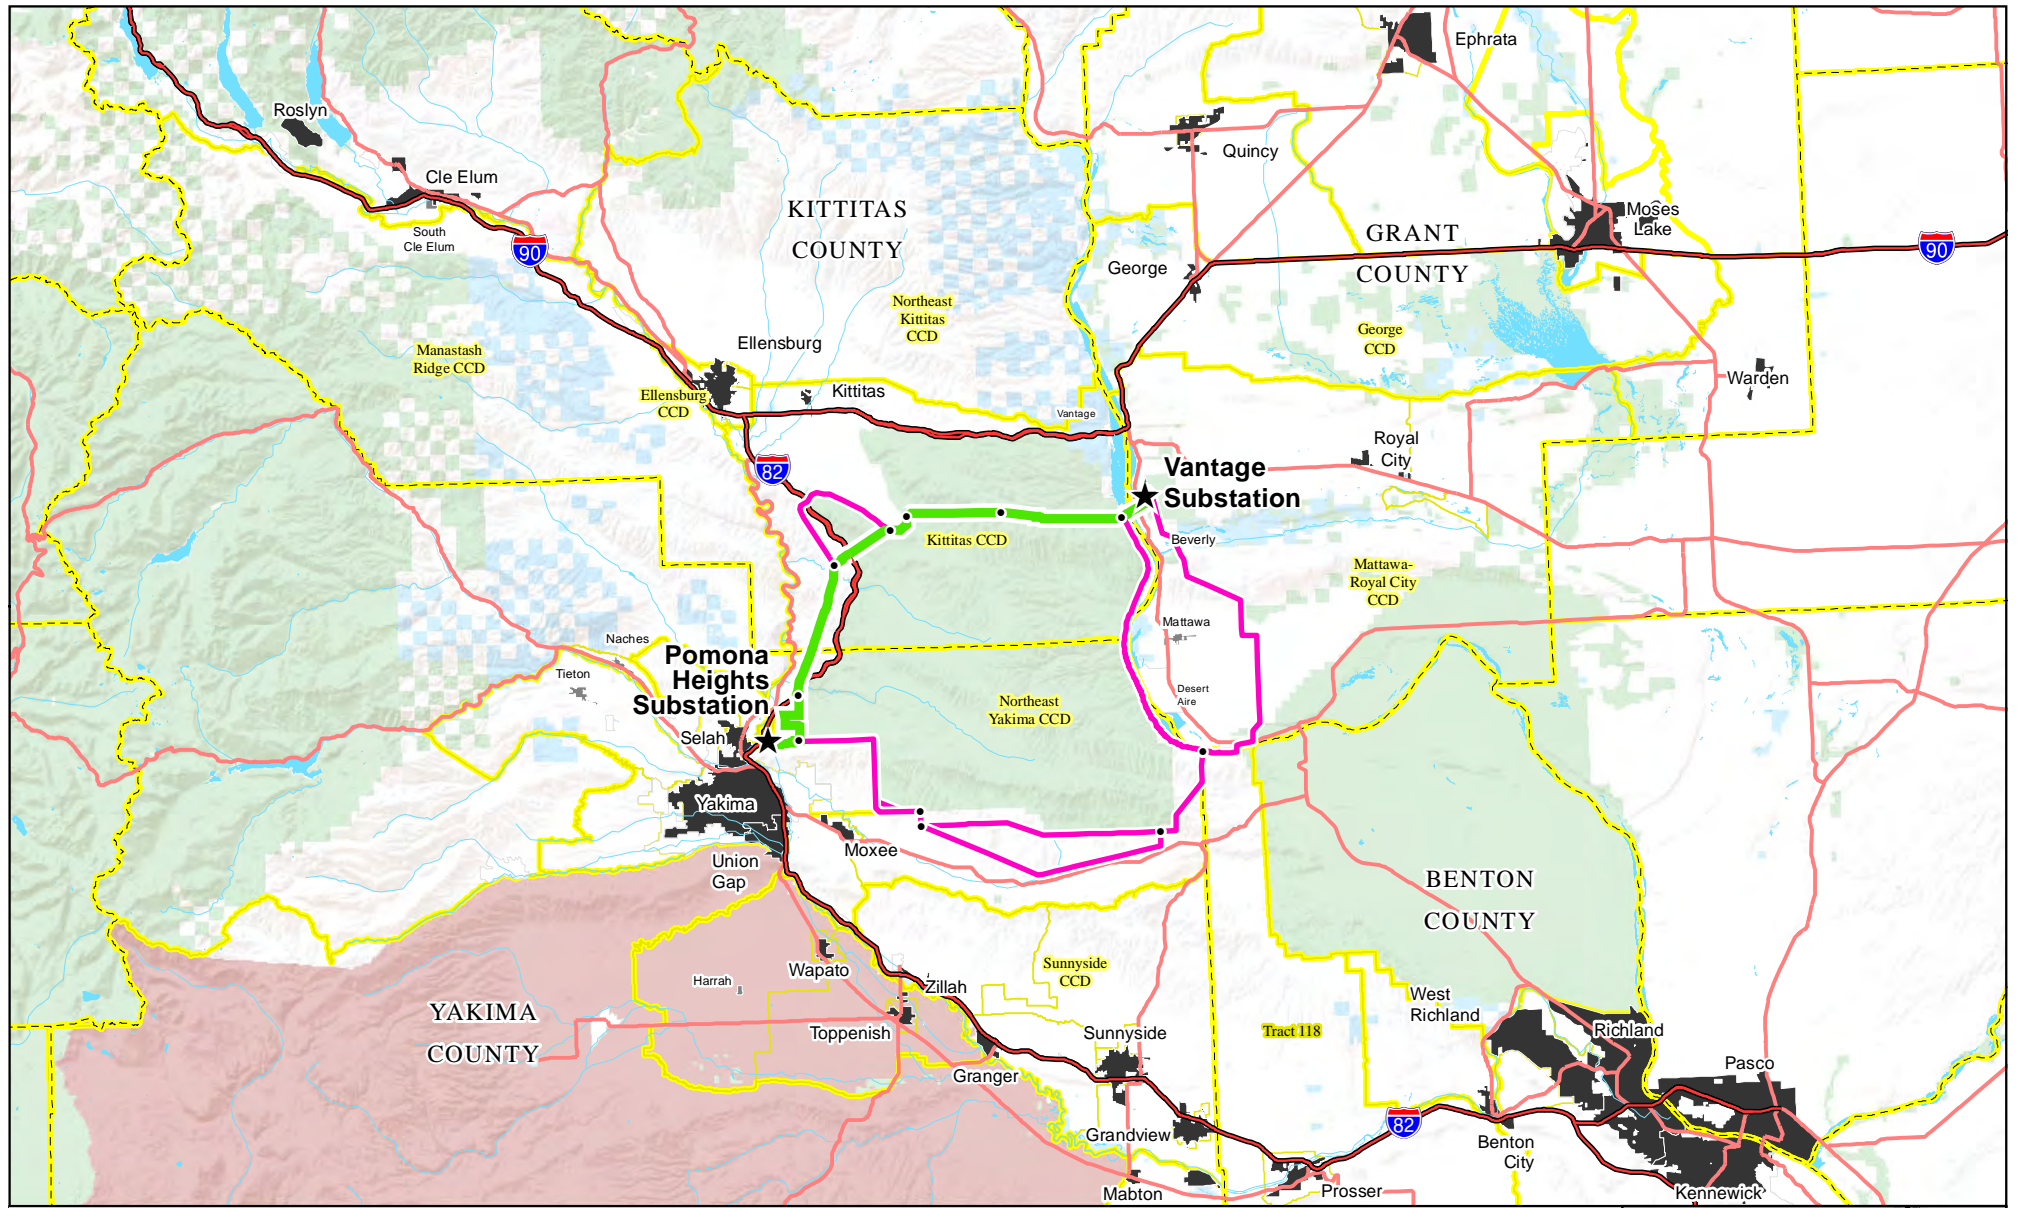 Ephrata
Roslyn
Quincy
Cle Elum
KITTITAS
COUNTY
Moses
Lake
South
Cle Elum
GRANT
COUNTY
90
90
George
Northeast
Kittitas
CCD
George
CCD
Ellensburg
Manastash
Ridge CCD
Warden
Ellensburg
CCD
Kittitas
Vantage
Royal
City
82
Vantage
Substation
Kittitas CCD
Beverly
Mattawa-
Royal City
CCD
Mattawa
Naches
Pomona
Heights
Substation
Tieton
Desert
Aire
Northeast
Yakima CCD
Selah
Yakima
Moxee
Union
Gap
BENTON
COUNTY
Wapato
Harrah
Zillah
Sunnyside
CCD
West
Richland
YAKIMA
COUNTY
Toppenish
Sunnyside
Tract 118
Richland
Granger
Pasco
Grandview
82
Benton
City
Mabton
Prosser
Kennewick